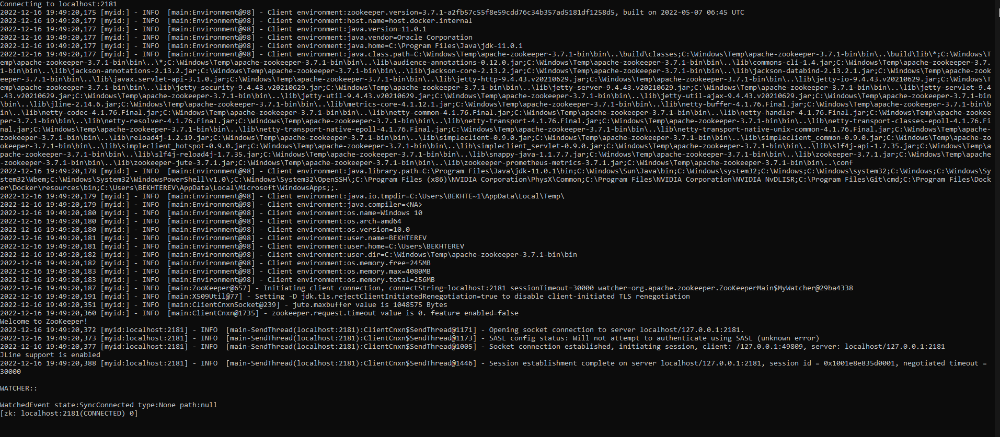 Connecting to localhost:2181
2022-12-16 19:49:20,175 [myid:] - INFO  [main:Environment@98] - Client environment:zookeeper.version=3.7.1-a2fb57c55f8e59cdd76c34b357ad5181df1258d5, built on 2022-05-07 06:45 UTC
2022-12-16 19:49:20,177 [myid:] - INFO  [main:Environment@98] - Client environment:host.name=host.docker.internal
2022-12-16 19:49:20,177 [myid:] - INFO  [main:Environment@98] - Client environment:java.version=11.0.1
2022-12-16 19:49:20,177 [myid:] - INFO  [main:Environment@98] - Client environment:java.vendor=Oracle Corporation
2022-12-16 19:49:20,177 [myid:] - INFO  [main:Environment@98] - Client environment:java.home=C:\Program Files\Java\jdk-11.0.1
2022-12-16 19:49:20,177 [myid:] - INFO  [main:Environment@98] - Client environment:java.class.path=C:\Windows\Temp\apache-zookeeper-3.7.1-bin\bin\..\build\classes;C:\Windows\Temp\apache-zookeeper-3.7.1-bin\bin\..\build\lib\*;C:\Windows\T
emp\apache-zookeeper-3.7.1-bin\bin\..\*;C:\Windows\Temp\apache-zookeeper-3.7.1-bin\bin\..\lib\audience-annotations-0.12.0.jar;C:\Windows\Temp\apache-zookeeper-3.7.1-bin\bin\..\lib\commons-cli-1.4.jar;C:\Windows\Temp\apache-zookeeper-3.7.
1-bin\bin\..\lib\jackson-annotations-2.13.2.jar;C:\Windows\Temp\apache-zookeeper-3.7.1-bin\bin\..\lib\jackson-core-2.13.2.jar;C:\Windows\Temp\apache-zookeeper-3.7.1-bin\bin\..\lib\jackson-databind-2.13.2.1.jar;C:\Windows\Temp\apache-zook
eeper-3.7.1-bin\bin\..\lib\javax.servlet-api-3.1.0.jar;C:\Windows\Temp\apache-zookeeper-3.7.1-bin\bin\..\lib\jetty-http-9.4.43.v20210629.jar;C:\Windows\Temp\apache-zookeeper-3.7.1-bin\bin\..\lib\jetty-io-9.4.43.v20210629.jar;C:\Windows\T
emp\apache-zookeeper-3.7.1-bin\bin\..\lib\jetty-security-9.4.43.v20210629.jar;C:\Windows\Temp\apache-zookeeper-3.7.1-bin\bin\..\lib\jetty-server-9.4.43.v20210629.jar;C:\Windows\Temp\apache-zookeeper-3.7.1-bin\bin\..\lib\jetty-servlet-9.4
.43.v20210629.jar;C:\Windows\Temp\apache-zookeeper-3.7.1-bin\bin\..\lib\jetty-util-9.4.43.v20210629.jar;C:\Windows\Temp\apache-zookeeper-3.7.1-bin\bin\..\lib\jetty-util-ajax-9.4.43.v20210629.jar;C:\Windows\Temp\apache-zookeeper-3.7.1-bin
\bin\..\lib\jline-2.14.6.jar;C:\Windows\Temp\apache-zookeeper-3.7.1-bin\bin\..\lib\metrics-core-4.1.12.1.jar;C:\Windows\Temp\apache-zookeeper-3.7.1-bin\bin\..\lib\netty-buffer-4.1.76.Final.jar;C:\Windows\Temp\apache-zookeeper-3.7.1-bin\b
in\..\lib\netty-codec-4.1.76.Final.jar;C:\Windows\Temp\apache-zookeeper-3.7.1-bin\bin\..\lib\netty-common-4.1.76.Final.jar;C:\Windows\Temp\apache-zookeeper-3.7.1-bin\bin\..\lib\netty-handler-4.1.76.Final.jar;C:\Windows\Temp\apache-zookee
per-3.7.1-bin\bin\..\lib\netty-resolver-4.1.76.Final.jar;C:\Windows\Temp\apache-zookeeper-3.7.1-bin\bin\..\lib\netty-transport-4.1.76.Final.jar;C:\Windows\Temp\apache-zookeeper-3.7.1-bin\bin\..\lib\netty-transport-classes-epoll-4.1.76.Fi
nal.jar;C:\Windows\Temp\apache-zookeeper-3.7.1-bin\bin\..\lib\netty-transport-native-epoll-4.1.76.Final.jar;C:\Windows\Temp\apache-zookeeper-3.7.1-bin\bin\..\lib\netty-transport-native-unix-common-4.1.76.Final.jar;C:\Windows\Temp\apache-
zookeeper-3.7.1-bin\bin\..\lib\reload4j-1.2.19.jar;C:\Windows\Temp\apache-zookeeper-3.7.1-bin\bin\..\lib\simpleclient-0.9.0.jar;C:\Windows\Temp\apache-zookeeper-3.7.1-bin\bin\..\lib\simpleclient_common-0.9.0.jar;C:\Windows\Temp\apache-zo
okeeper-3.7.1-bin\bin\..\lib\simpleclient_hotspot-0.9.0.jar;C:\Windows\Temp\apache-zookeeper-3.7.1-bin\bin\..\lib\simpleclient_servlet-0.9.0.jar;C:\Windows\Temp\apache-zookeeper-3.7.1-bin\bin\..\lib\slf4j-api-1.7.35.jar;C:\Windows\Temp\a
pache-zookeeper-3.7.1-bin\bin\..\lib\slf4j-reload4j-1.7.35.jar;C:\Windows\Temp\apache-zookeeper-3.7.1-bin\bin\..\lib\snappy-java-1.1.7.7.jar;C:\Windows\Temp\apache-zookeeper-3.7.1-bin\bin\..\lib\zookeeper-3.7.1.jar;C:\Windows\Temp\apache
-zookeeper-3.7.1-bin\bin\..\lib\zookeeper-jute-3.7.1.jar;C:\Windows\Temp\apache-zookeeper-3.7.1-bin\bin\..\lib\zookeeper-prometheus-metrics-3.7.1.jar;C:\Windows\Temp\apache-zookeeper-3.7.1-bin\bin\..\conf
2022-12-16 19:49:20,178 [myid:] - INFO  [main:Environment@98] - Client environment:java.library.path=C:\Program Files\Java\jdk-11.0.1\bin;C:\Windows\Sun\Java\bin;C:\Windows\system32;C:\Windows;C:\Windows\system32;C:\Windows;C:\Windows\Sy
stem32\Wbem;C:\Windows\System32\WindowsPowerShell\v1.0\;C:\Windows\System32\OpenSSH\;C:\Program Files (x86)\NVIDIA Corporation\PhysX\Common;C:\Program Files\NVIDIA Corporation\NVIDIA NvDLISR;C:\Program Files\Git\cmd;C:\Program Files\Dock
er\Docker\resources\bin;C:\Users\BEKHTEREV\AppData\Local\Microsoft\WindowsApps;;.
2022-12-16 19:49:20,179 [myid:] - INFO  [main:Environment@98] - Client environment:java.io.tmpdir=C:\Users\BEKHTE~1\AppData\Local\Temp\
2022-12-16 19:49:20,179 [myid:] - INFO  [main:Environment@98] - Client environment:java.compiler=<NA>
2022-12-16 19:49:20,180 [myid:] - INFO  [main:Environment@98] - Client environment:os.name=Windows 10
2022-12-16 19:49:20,180 [myid:] - INFO  [main:Environment@98] - Client environment:os.arch=amd64
2022-12-16 19:49:20,180 [myid:] - INFO  [main:Environment@98] - Client environment:os.version=10.0
2022-12-16 19:49:20,181 [myid:] - INFO  [main:Environment@98] - Client environment:user.name=BEKHTEREV
2022-12-16 19:49:20,181 [myid:] - INFO  [main:Environment@98] - Client environment:user.home=C:\Users\BEKHTEREV
2022-12-16 19:49:20,182 [myid:] - INFO  [main:Environment@98] - Client environment:user.dir=C:\Windows\Temp\apache-zookeeper-3.7.1-bin\bin
2022-12-16 19:49:20,182 [myid:] - INFO  [main:Environment@98] - Client environment:os.memory.free=245MB
2022-12-16 19:49:20,183 [myid:] - INFO  [main:Environment@98] - Client environment:os.memory.max=4080MB
2022-12-16 19:49:20,183 [myid:] - INFO  [main:Environment@98] - Client environment:os.memory.total=256MB
2022-12-16 19:49:20,187 [myid:] - INFO  [main:ZooKeeper@657] - Initiating client connection, connectString=localhost:2181 sessionTimeout=30000 watcher=org.apache.zookeeper.ZooKeeperMain$MyWatcher@29ba4338
2022-12-16 19:49:20,191 [myid:] - INFO  [main:X509Util@77] - Setting -D jdk.tls.rejectClientInitiatedRenegotiation=true to disable client-initiated TLS renegotiation
2022-12-16 19:49:20,351 [myid:] - INFO  [main:ClientCnxnSocket@239] - jute.maxbuffer value is 1048575 Bytes
2022-12-16 19:49:20,360 [myid:] - INFO  [main:ClientCnxn@1735] - zookeeper.request.timeout value is 0. feature enabled=false
Welcome to ZooKeeper!
2022-12-16 19:49:20,372 [myid:localhost:2181] - INFO  [main-SendThread(localhost:2181):ClientCnxn$SendThread@1171] - Opening socket connection to server localhost/127.0.0.1:2181.
2022-12-16 19:49:20,373 [myid:localhost:2181] - INFO  [main-SendThread(localhost:2181):ClientCnxn$SendThread@1173] - SASL config status: Will not attempt to authenticate using SASL (unknown error)
2022-12-16 19:49:20,377 [myid:localhost:2181] - INFO  [main-SendThread(localhost:2181):ClientCnxn$SendThread@1005] - Socket connection established, initiating session, client: /127.0.0.1:49809, server: localhost/127.0.0.1:2181
JLine support is enabled
2022-12-16 19:49:20,388 [myid:localhost:2181] - INFO  [main-SendThread(localhost:2181):ClientCnxn$SendThread@1446] - Session establishment complete on server localhost/127.0.0.1:2181, session id = 0x1001e8e835d0001, negotiated timeout =
30000
WATCHER::
WatchedEvent state:SyncConnected type:None path:null
[zk: localhost:2181(CONNECTED) 0]